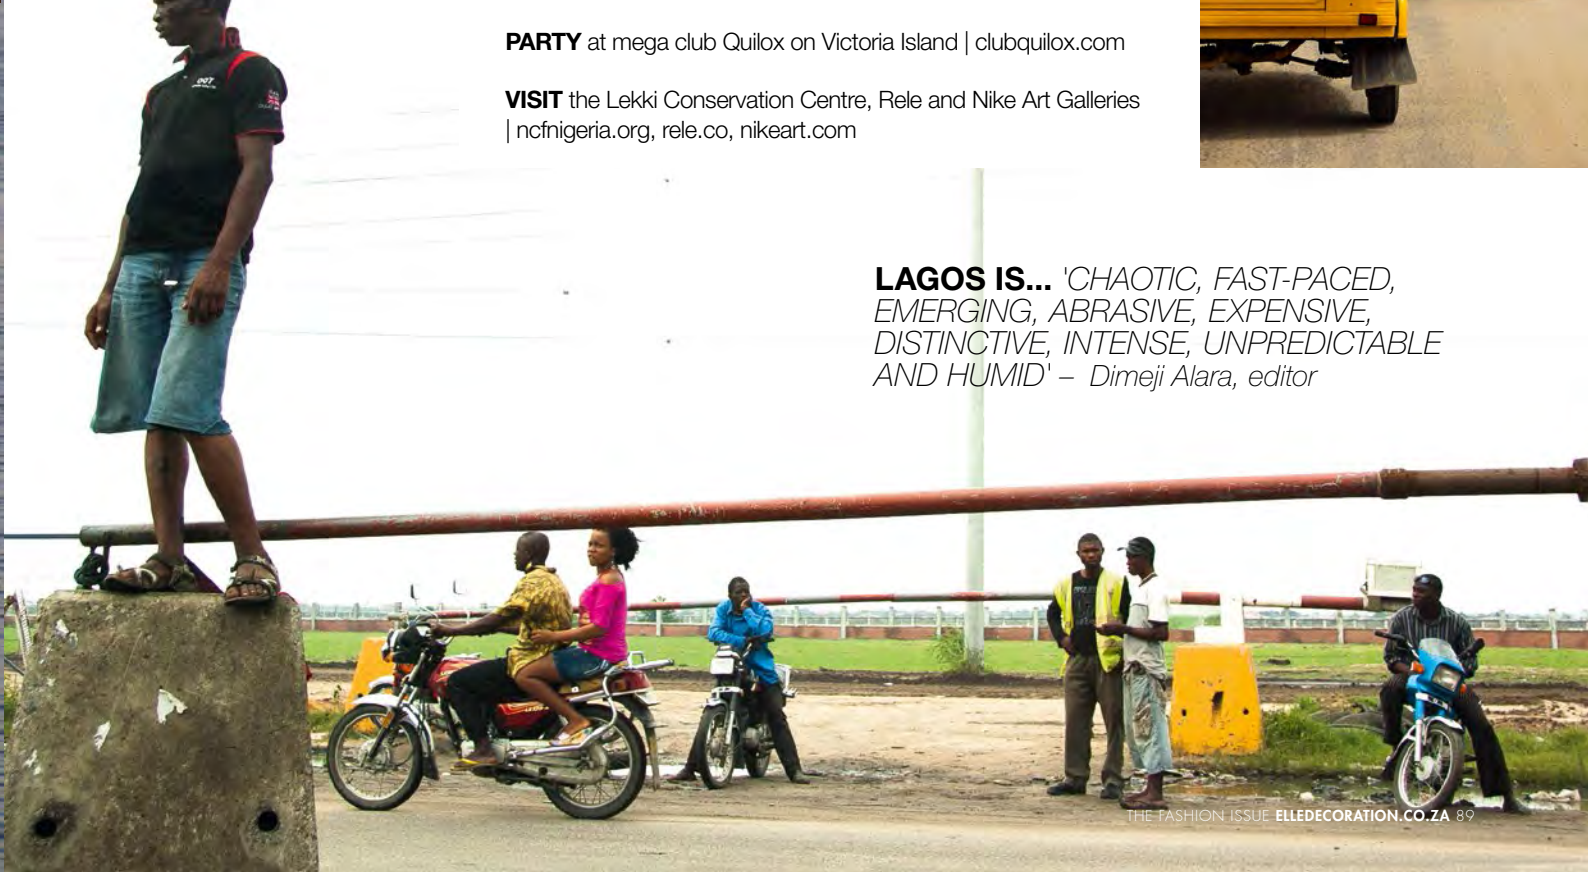 PARTY at mega club Quilox on Victoria Island | clubquilox.com
VISIT the Lekki Conservation Centre, Rele and Nike Art Galleries
| ncfnigeria.org, rele.co, nikeart.com
007
LAGOS IS... 'CHAOTIC, FAST-PACED,
EMERGING, ABRASIVE, EXPENSIVE,
DISTINCTIVE, INTENSE, UNPREDICTABLE
AND HUMID' – Dimeji Alara, editor
THE FASHION ISSUE ELLEDECORATION.CO.ZA 89